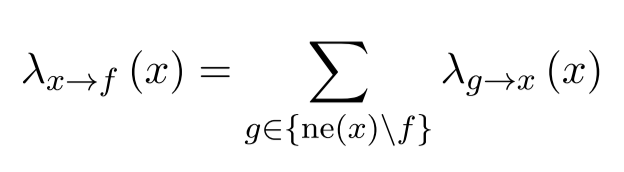 λ_{x→f} (x) = ∑_{g∈{ne(x)\f}} λ_{g→x} (x)